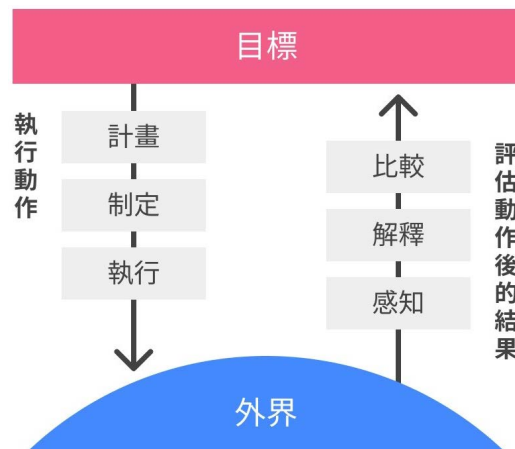 目標
執行動作
計畫
制定
執行
比較
解釋
感知
評估動作後的結果
外界